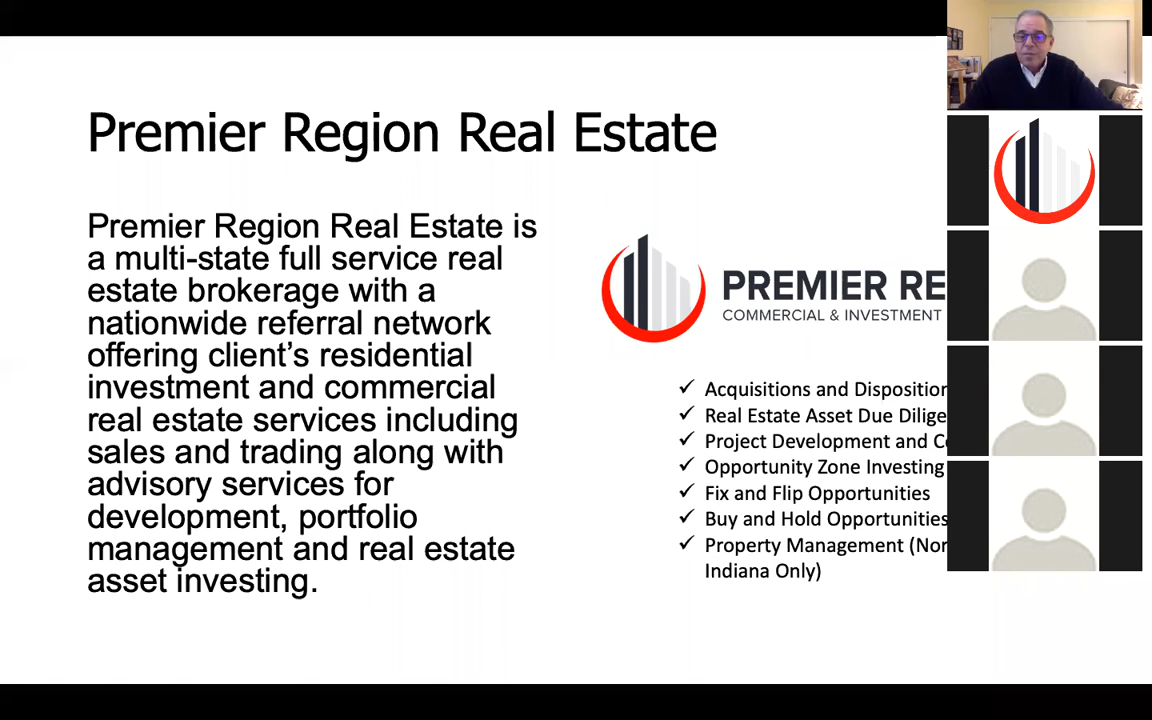 Premier Region Real Estate
Premier Region Real Estate is
a multi-state full service real
estate brokerage with a
nationwide referral network
offering client’s residential
investment and commercial
real estate services including
sales and trading along with
advisory services for
development, portfolio
management and real estate
asset investing.
PREMIER RE
COMMERCIAL & INVESTMENT
✓ Acquisitions and Disposition
✓ Real Estate Asset Due Dilige
✓ Project Development and Co
✓ Opportunity Zone Investing
✓ Fix and Flip Opportunities
✓ Buy and Hold Opportunities
✓ Property Management (Nor
Indiana Only)